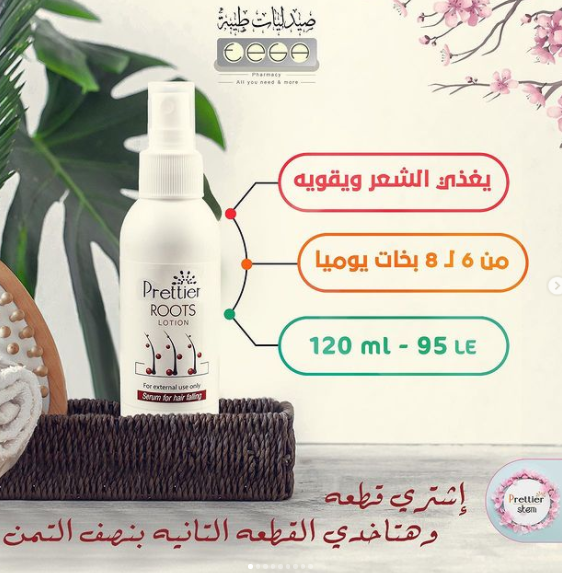 صيدليات طيبة
TEBA
Pharmacy
All you need & more
يغذي الشعر ويقويه
من 6 لـ 8 بخات يوميا
120 ml - 95 LE
Prettier
ROOTS
LOTION
For external use only
Serum for hair falling
إشتري قطعه
وهتاخدي القطعه التانيه بنصف التمن
Prettier
stem